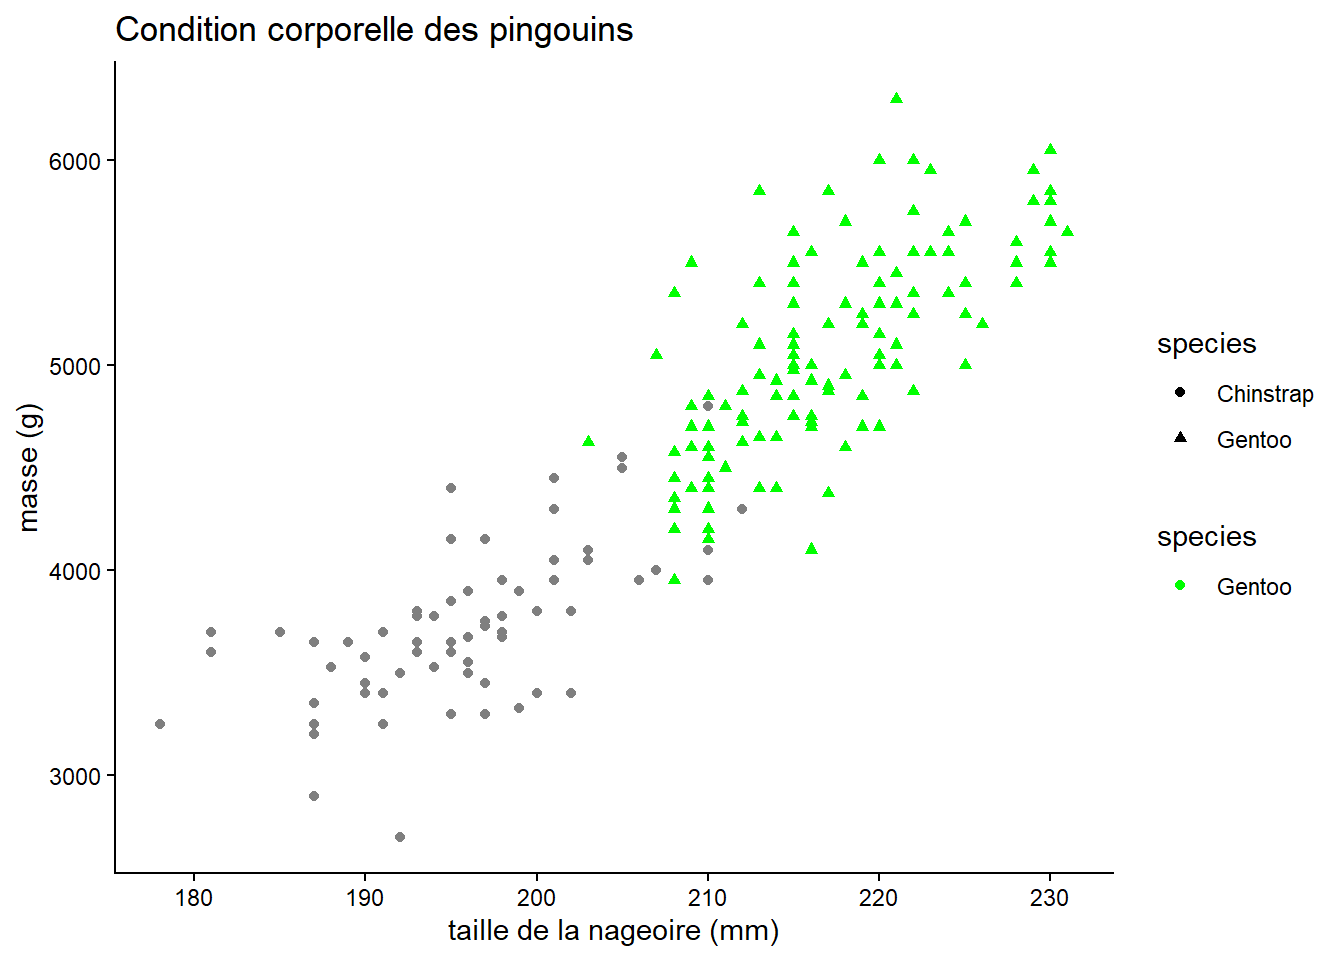 Condition corporelle des pingouins
masse (g)
6000
5000
4000
3000
180 190 200 210 220 230
taille de la nageoire (mm)
species
Chinstrap
Gentoo
species
Gentoo